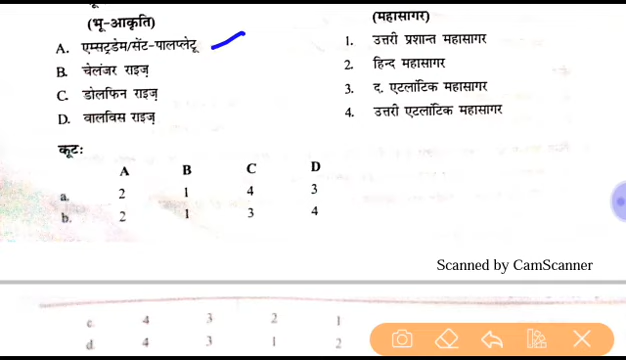 (भू-आकृति) (महासागर)
A. एम्सट्रडेम/सेंट-पालप्लेटू 1. उत्तरी प्रशान्त महासागर
B. चेलंजर राइज़ 2. हिन्द महासागर
C. डोलफिन राइज़ 3. द. एटलांटिक महासागर
D. वालविस राइज़ 4. उत्तरी एटलांटिक महासागर
कूटः
A B C D
a. 2 1 4 3
b. 2 1 3 4
Scanned by CamScanner
c. 4 3 2 1
d 4 3 1 2